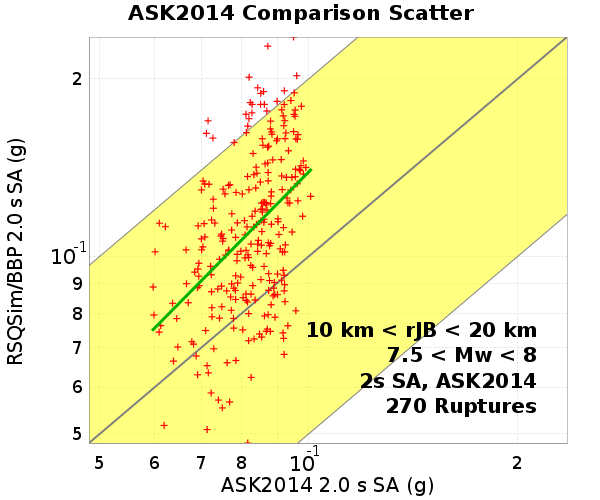 ASK2014 Comparison Scatter
RSQSim/BBP 2.0 s SA (g)
2
10^-1
9
8
7
6
5
10 km < rJB < 20 km
7.5 < Mw < 8
2s SA, ASK2014
270 Ruptures
5 6 7 8 10^-1 2
ASK2014 2.0 s SA (g)